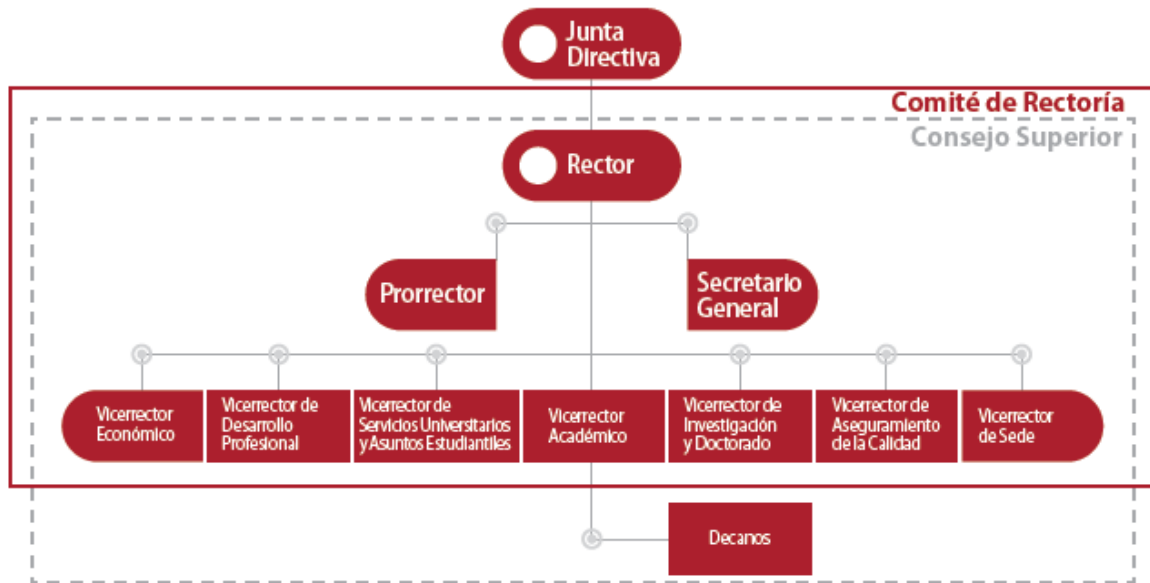 Junta
Directiva
Comité de Rectoría
Consejo Superior
Rector
Prorrector
Secretario
General
Vicerrector
Económico
Vicerrector de
Desarrollo
Profesional
Vicerrector de
Servicios Universitarios
y Asuntos Estudiantiles
Vicerrector
Académico
Vicerrector de
Investigación
y Doctorado
Vicerrector de
Aseguramiento
de la Calidad
Vicerrector
de Sede
Decanos